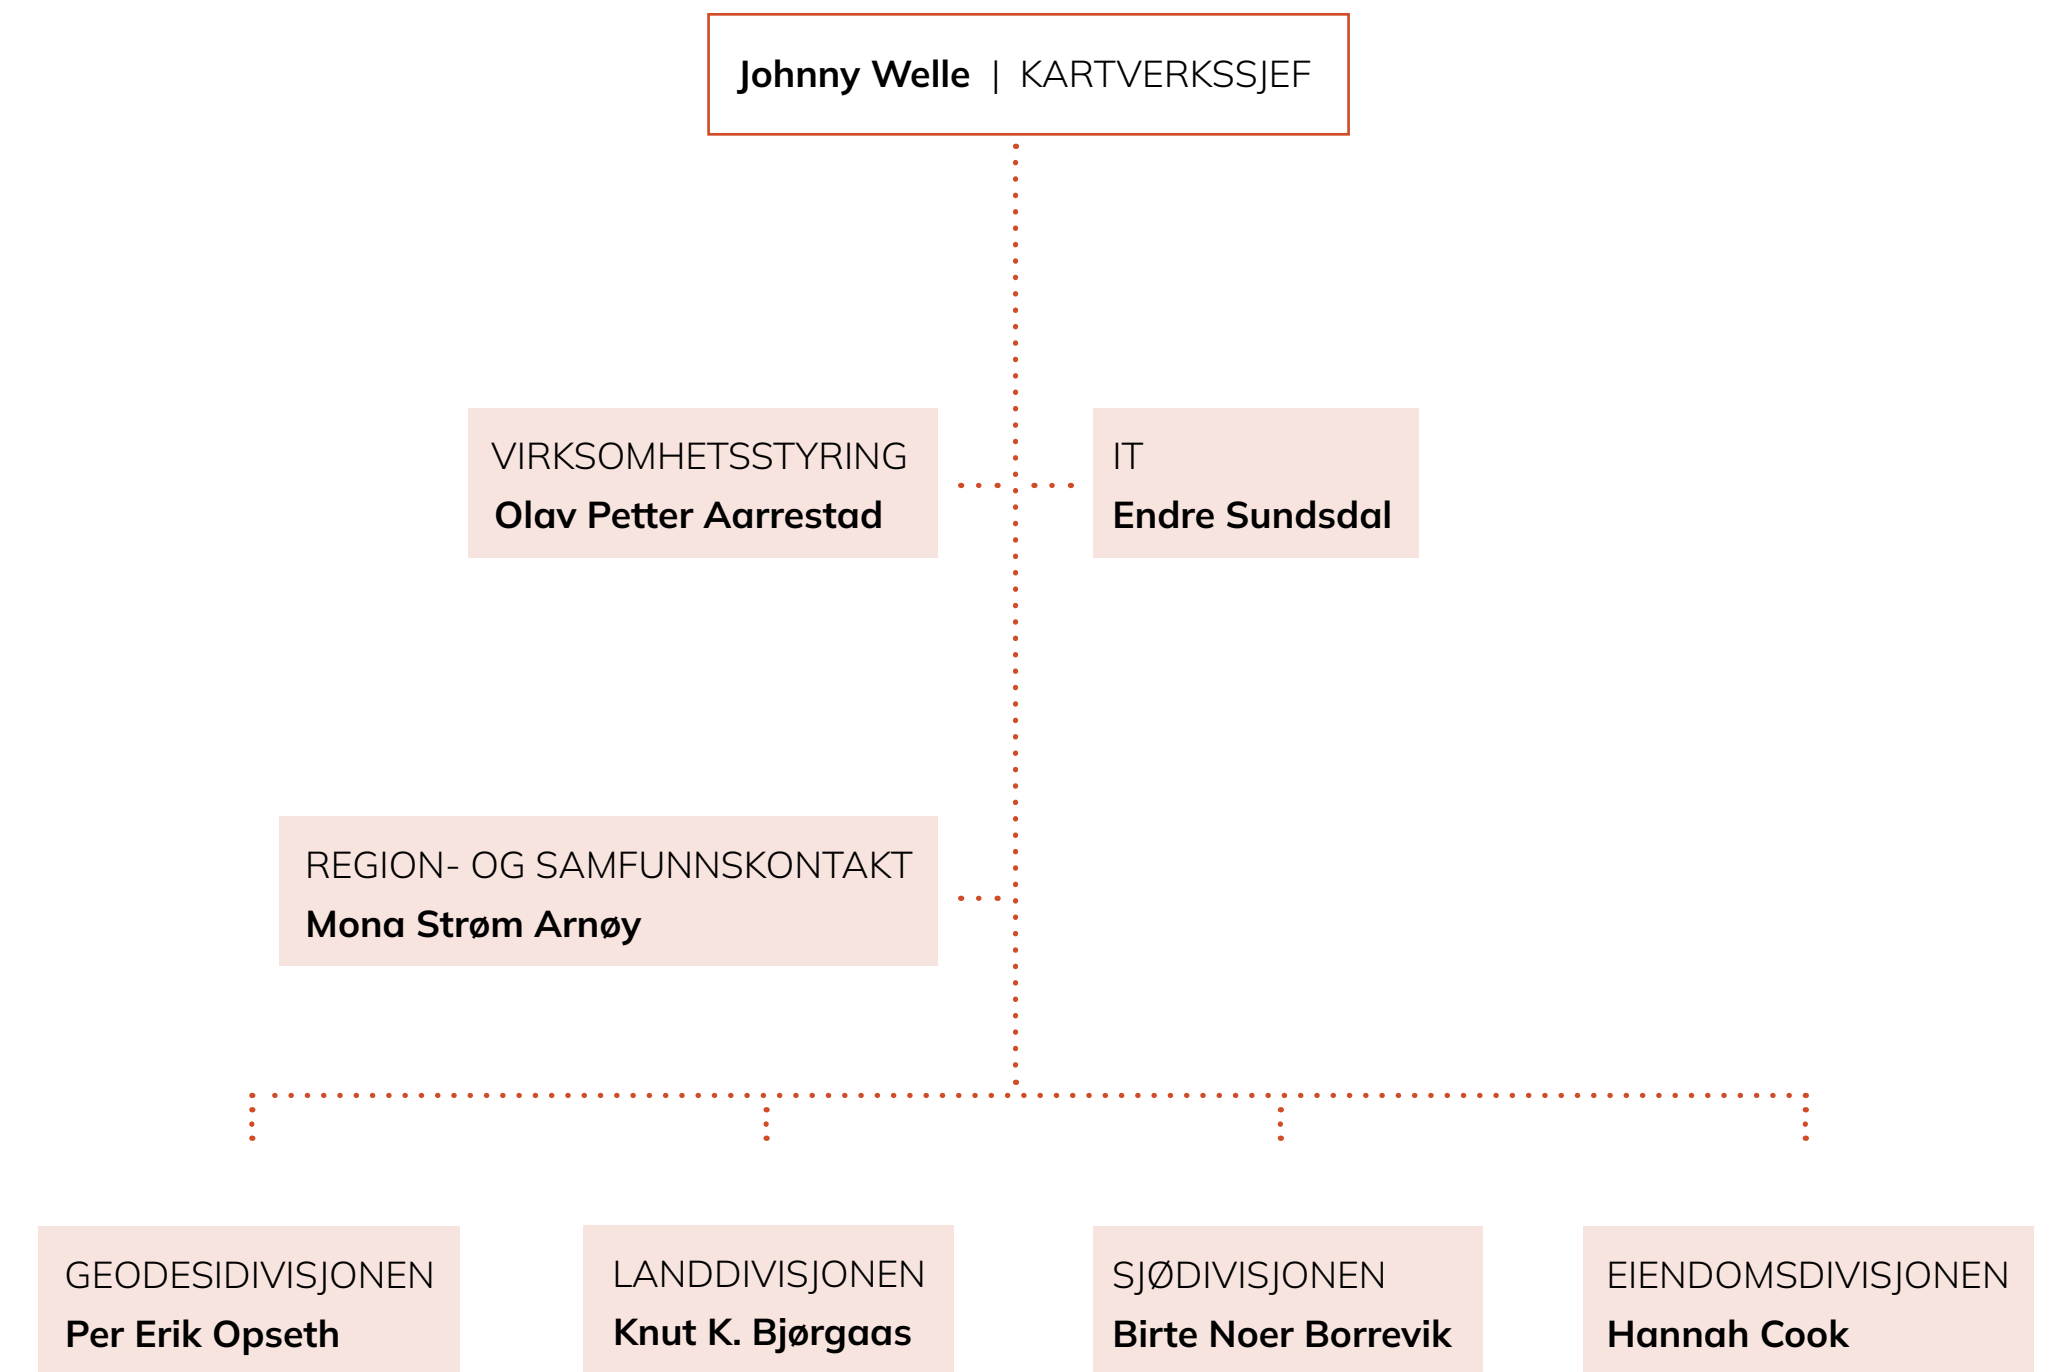 Johnny Welle | KARTVERKSSJEF
VIRKSOMHETSSTYRING
Olav Petter Aarrestad
IT
Endre Sundsdal
REGION- OG SAMFUNNSKONTAKT
Mona Strøm Arnøy
GEODESIDIVISJONEN
Per Erik Opseth
LANDDIVISJONEN
Knut K. Bjørgaas
SJØDIVISJONEN
Birte Noer Borrevik
EIENDOMSDIVISJONEN
Hannah Cook